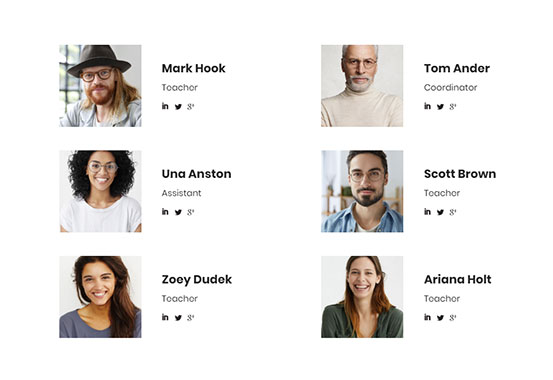 Mark Hook
Teacher
in g+
Tom Ander
Coordinator
in g+
Una Anston
Assistant
in g+
Scott Brown
Teacher
in g+
Zoey Dudek
Teacher
in g+
Ariana Holt
Teacher
in g+